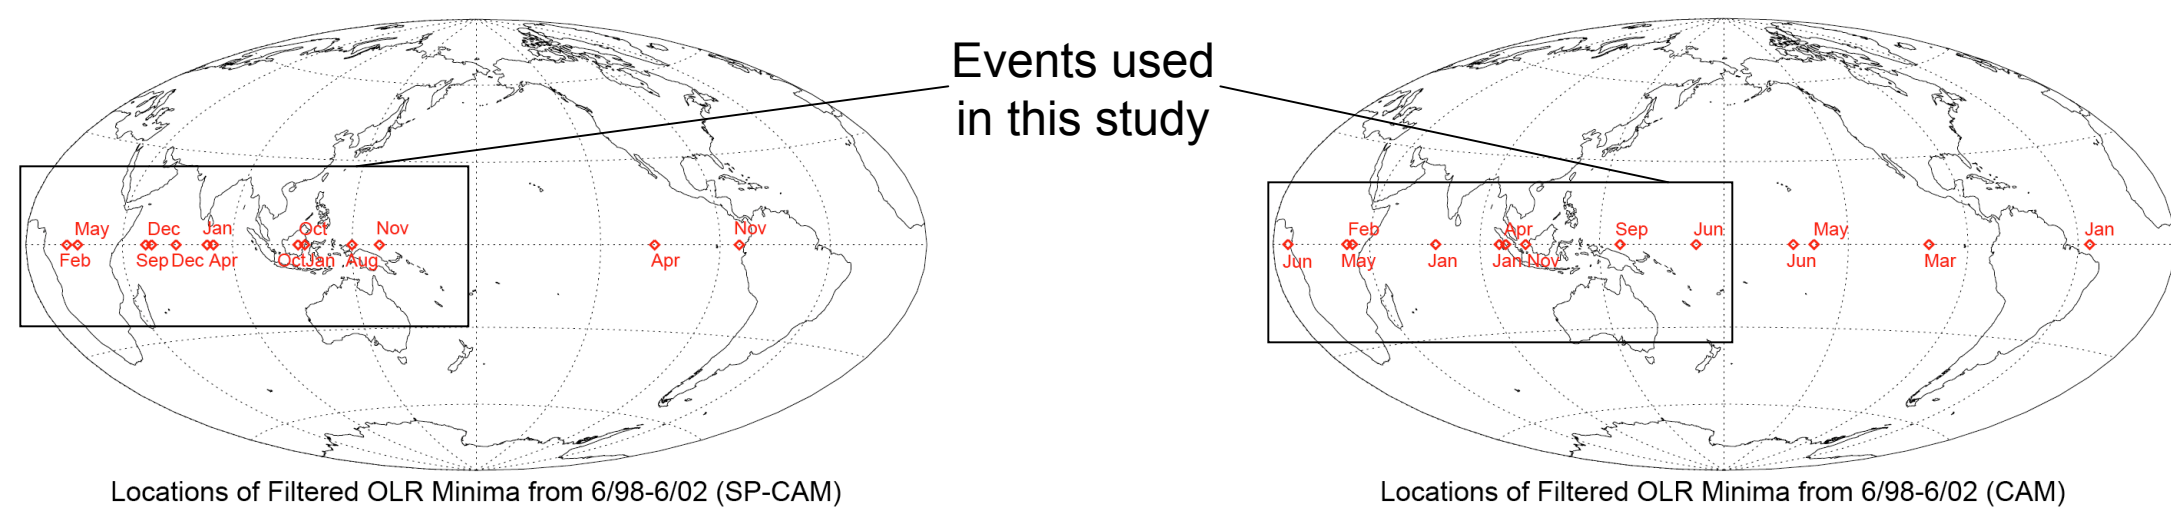 Events used
in this study
May Dec Jan Oct Nov Nov
Feb Sep Dec Apr Oct Jan Aug Apr
Locations of Filtered OLR Minima from 6/98-6/02 (SP-CAM)
Feb Apr Sep Jun May Jan
Jun May Jan Jan Nov Jun Mar
Locations of Filtered OLR Minima from 6/98-6/02 (CAM)